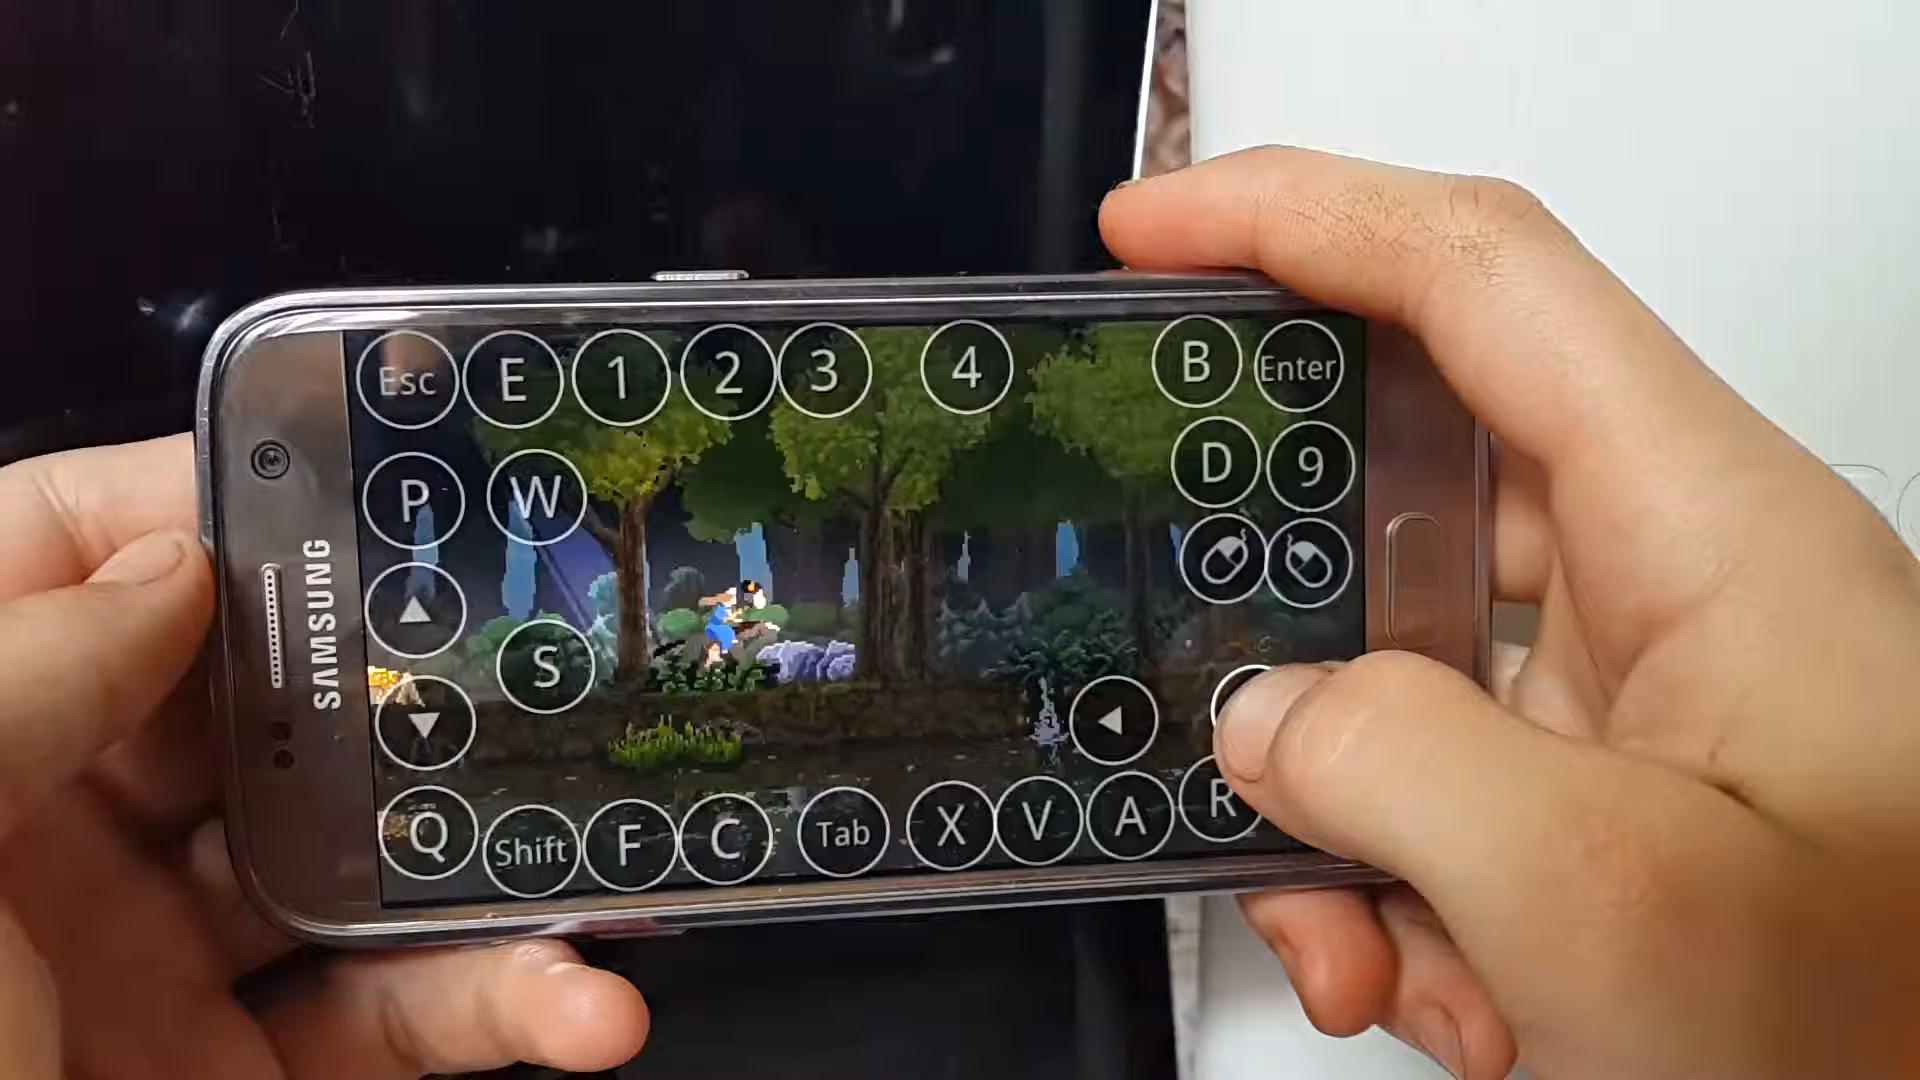 Esc E 1 2 3 4 B Enter
P W D 9
SAMSUNG
S
Q Shift F C Tab X V A R